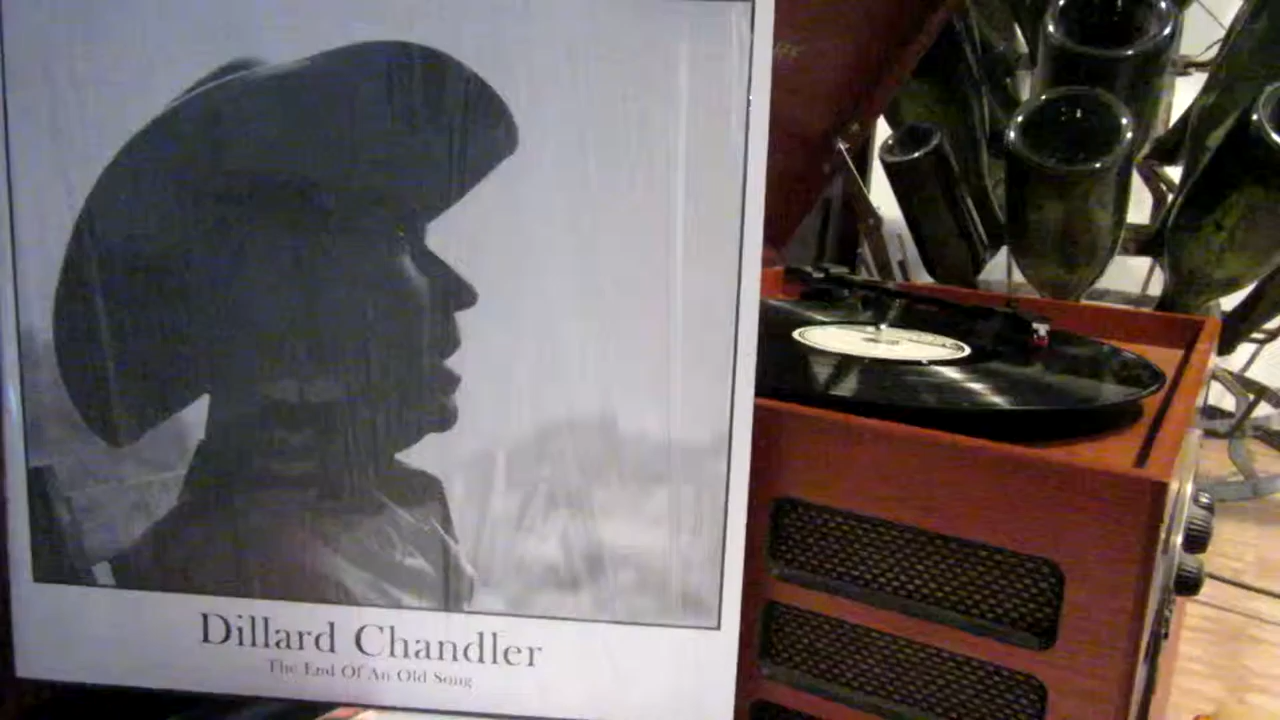 Dillard Chandler
The End Of An Old Song